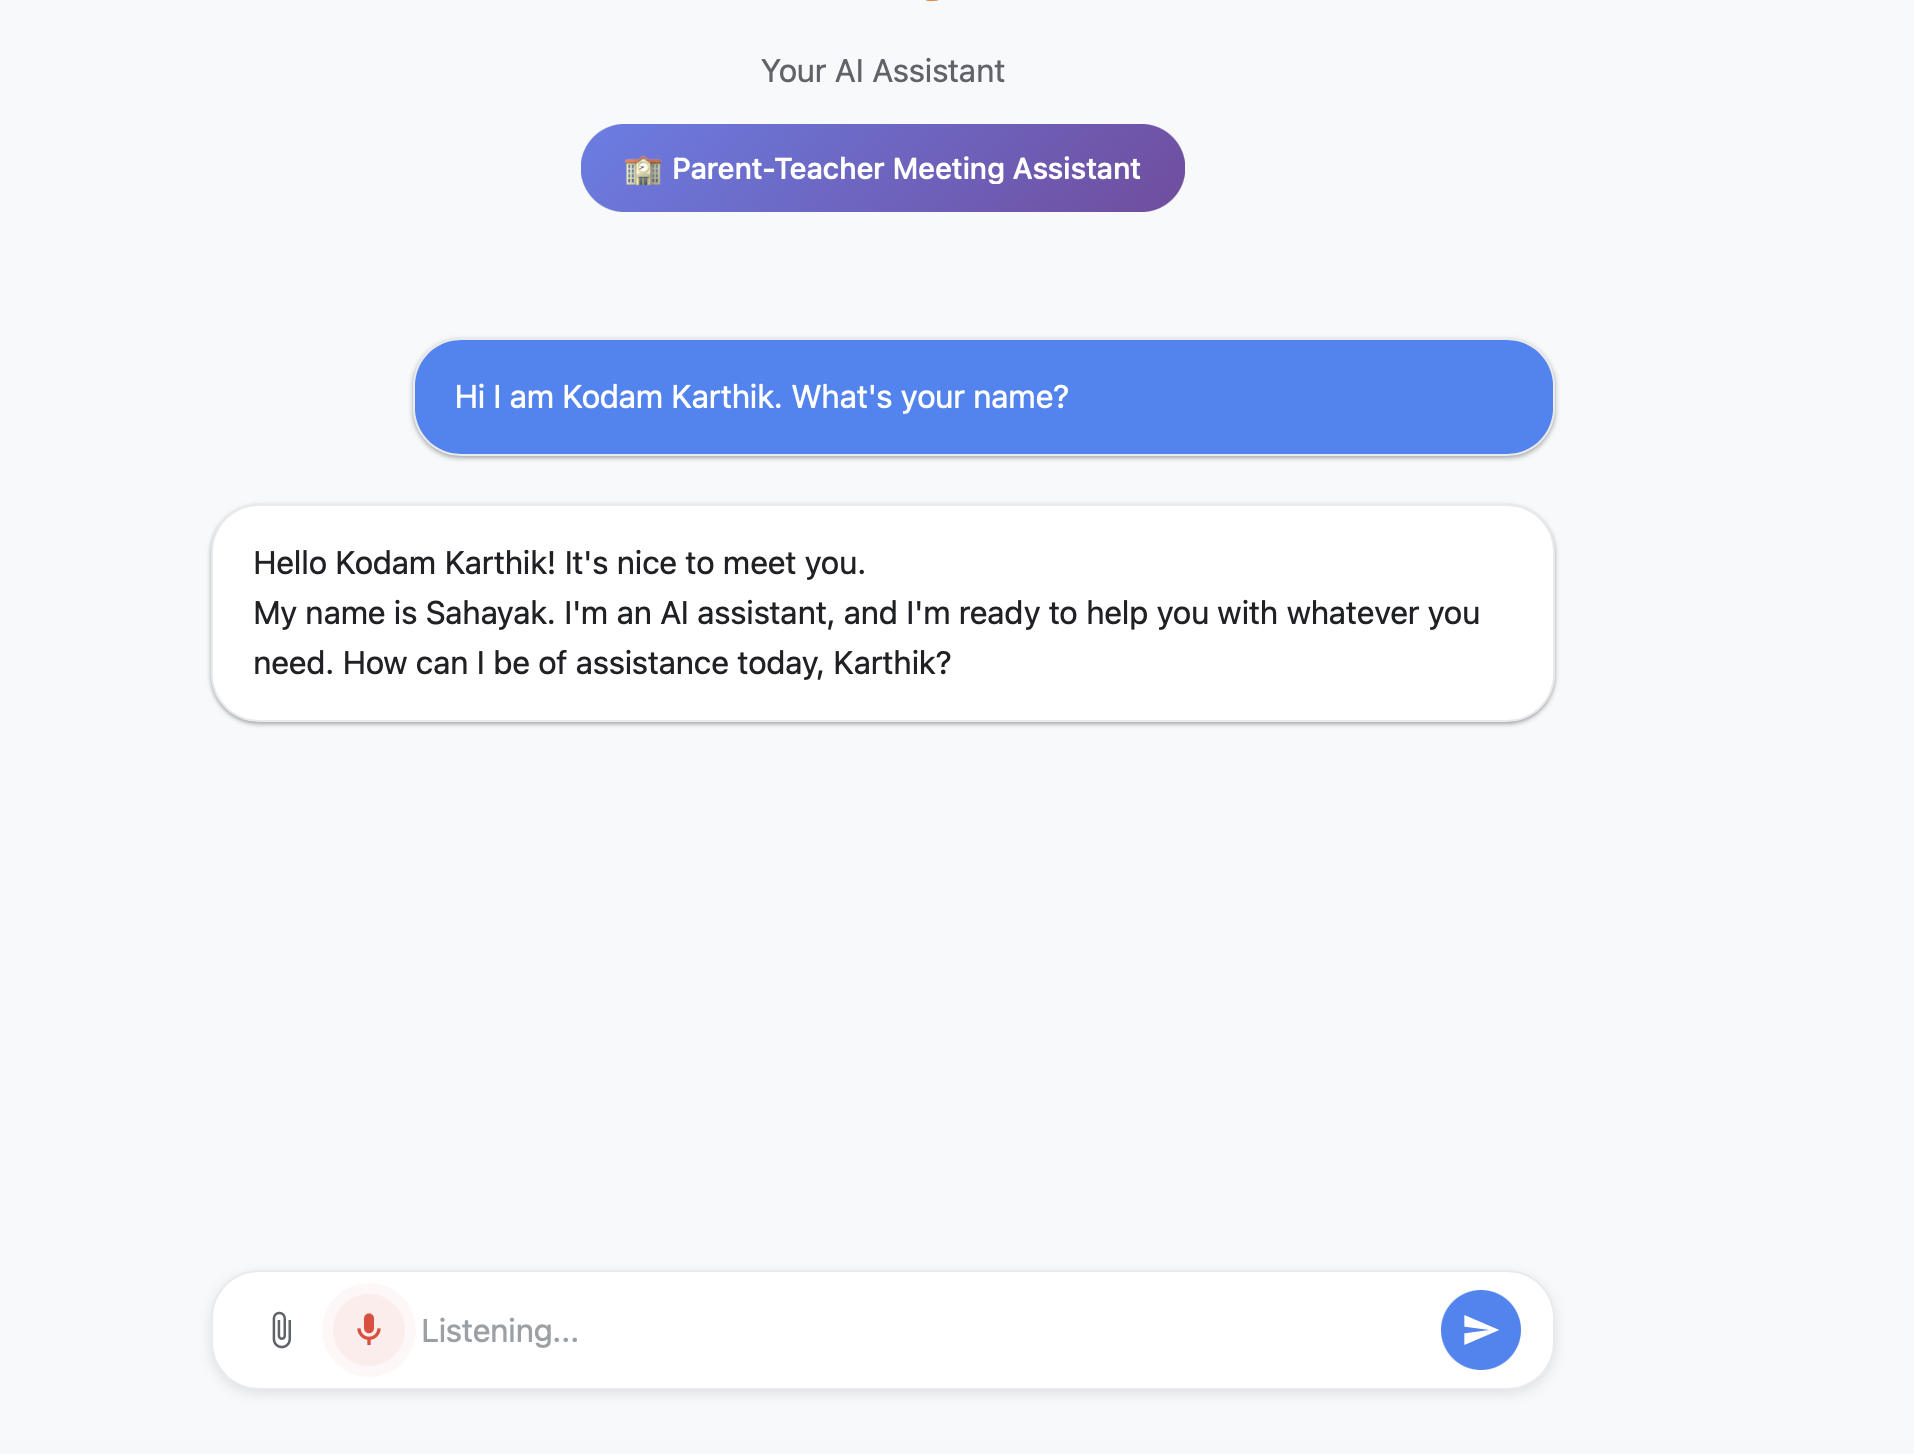 Your AI Assistant
Parent-Teacher Meeting Assistant
Hi I am Kodam Karthik. What's your name?
Hello Kodam Karthik! It's nice to meet you.
My name is Sahayak. I'm an AI assistant, and I'm ready to help you with whatever you
need. How can I be of assistance today, Karthik?
Listening...